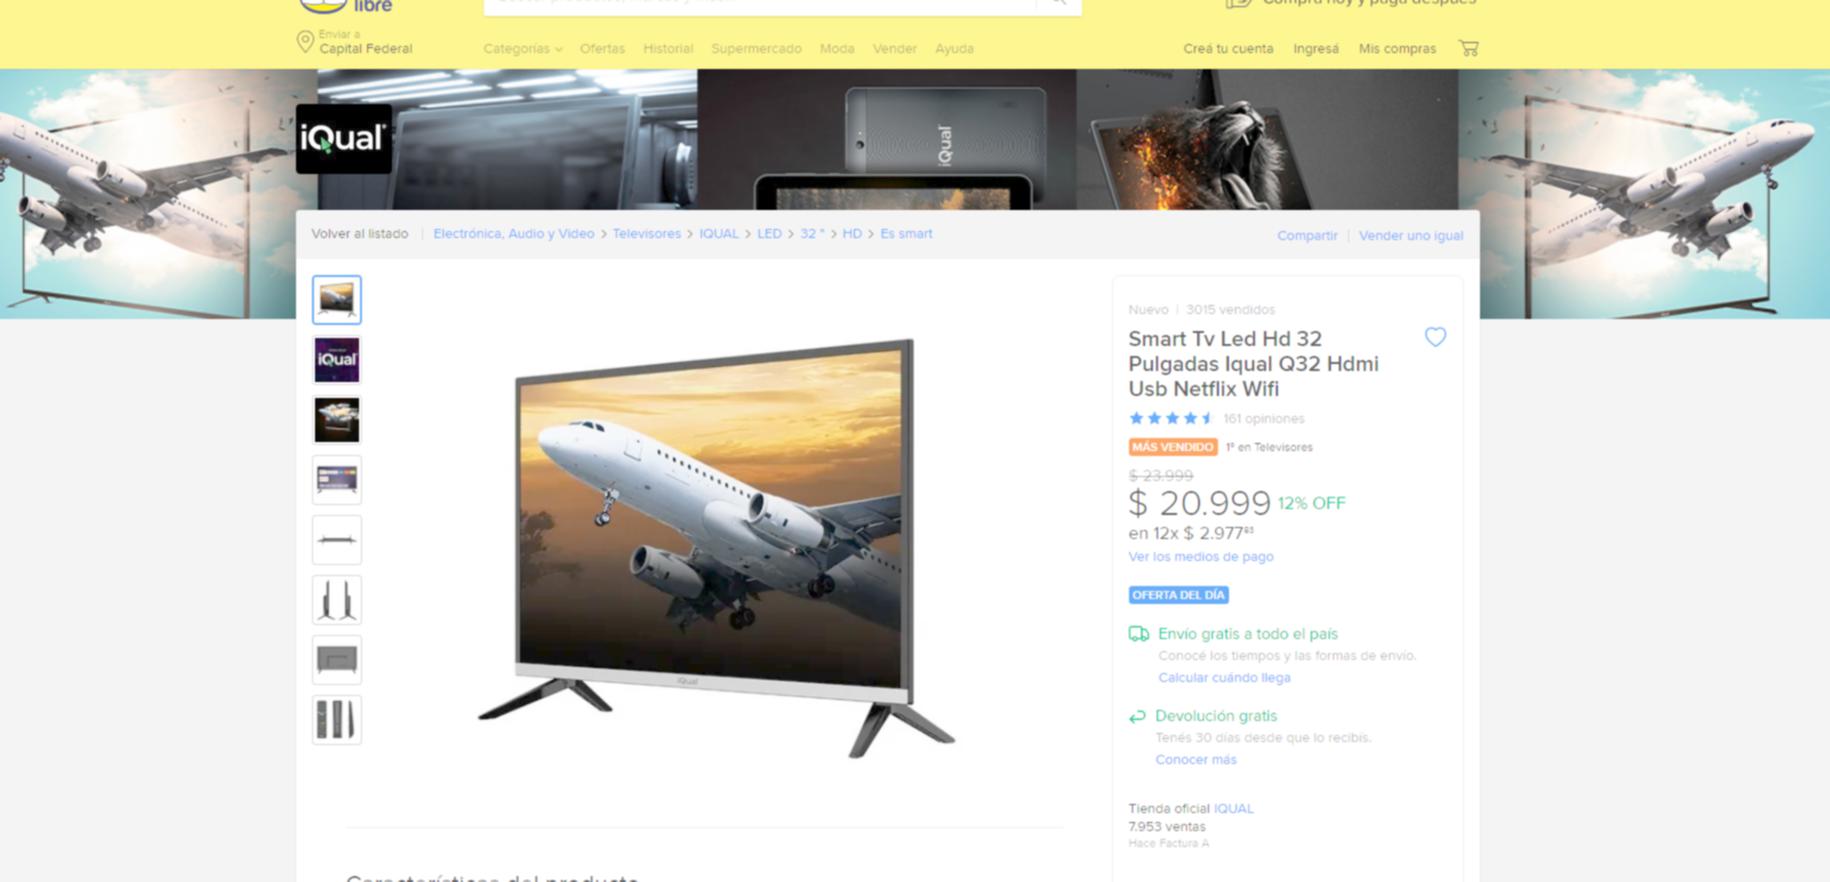 libre
Compra hoy y paga después
Enviar a
Capital Federal
Categorías
Ofertas
Historial
Supermercado
Moda
Vender
Ayuda
Creá tu cuenta
Ingresá
Mis compras
iQual
iQual
Volver al listado
Electrónica, Audio y Video > Televisores > IQUAL > LED > 32 " > HD > Es smart
Compartir
Vender uno igual
iQual
iQual
Nuevo | 3015 vendidos
Smart Tv Led Hd 32
Pulgadas Iqual Q32 Hdmi
Usb Netflix Wifi
161 opiniones
MÁS VENDIDO
1º en Televisores
$ 23.999
$ 20.999 12% OFF
en 12x $ 2.977
Ver los medios de pago
OFERTA DEL DÍA
Envío gratis a todo el país
Conocé los tiempos y las formas de envío.
Calcular cuándo llega
Devolución gratis
Tenés 30 días desde que lo recibís.
Conocer más
Tienda oficial IQUAL
7.953 ventas
Hace Factura A
Características del producto